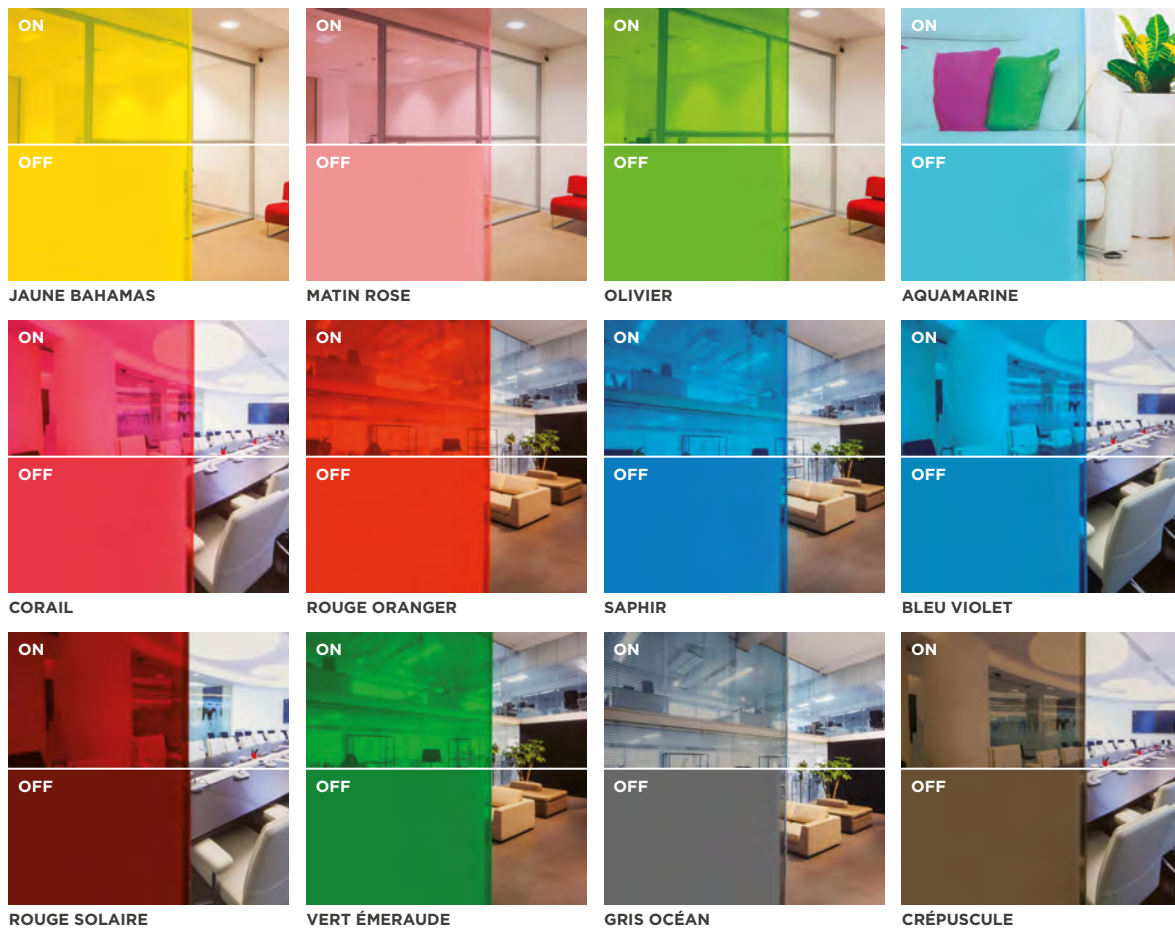 ON ON ON ON
OFF OFF OFF OFF
JAUNE BAHAMAS MATIN ROSE OLIVIER AQUAMARINE
ON ON ON ON
OFF OFF OFF OFF
CORAIL ROUGE ORANGER SAPHIR BLEU VIOLET
ON ON ON ON
OFF OFF OFF OFF
ROUGE SOLAIRE VERT ÉMERAUDE GRIS OCÉAN CRÉPUSCULE